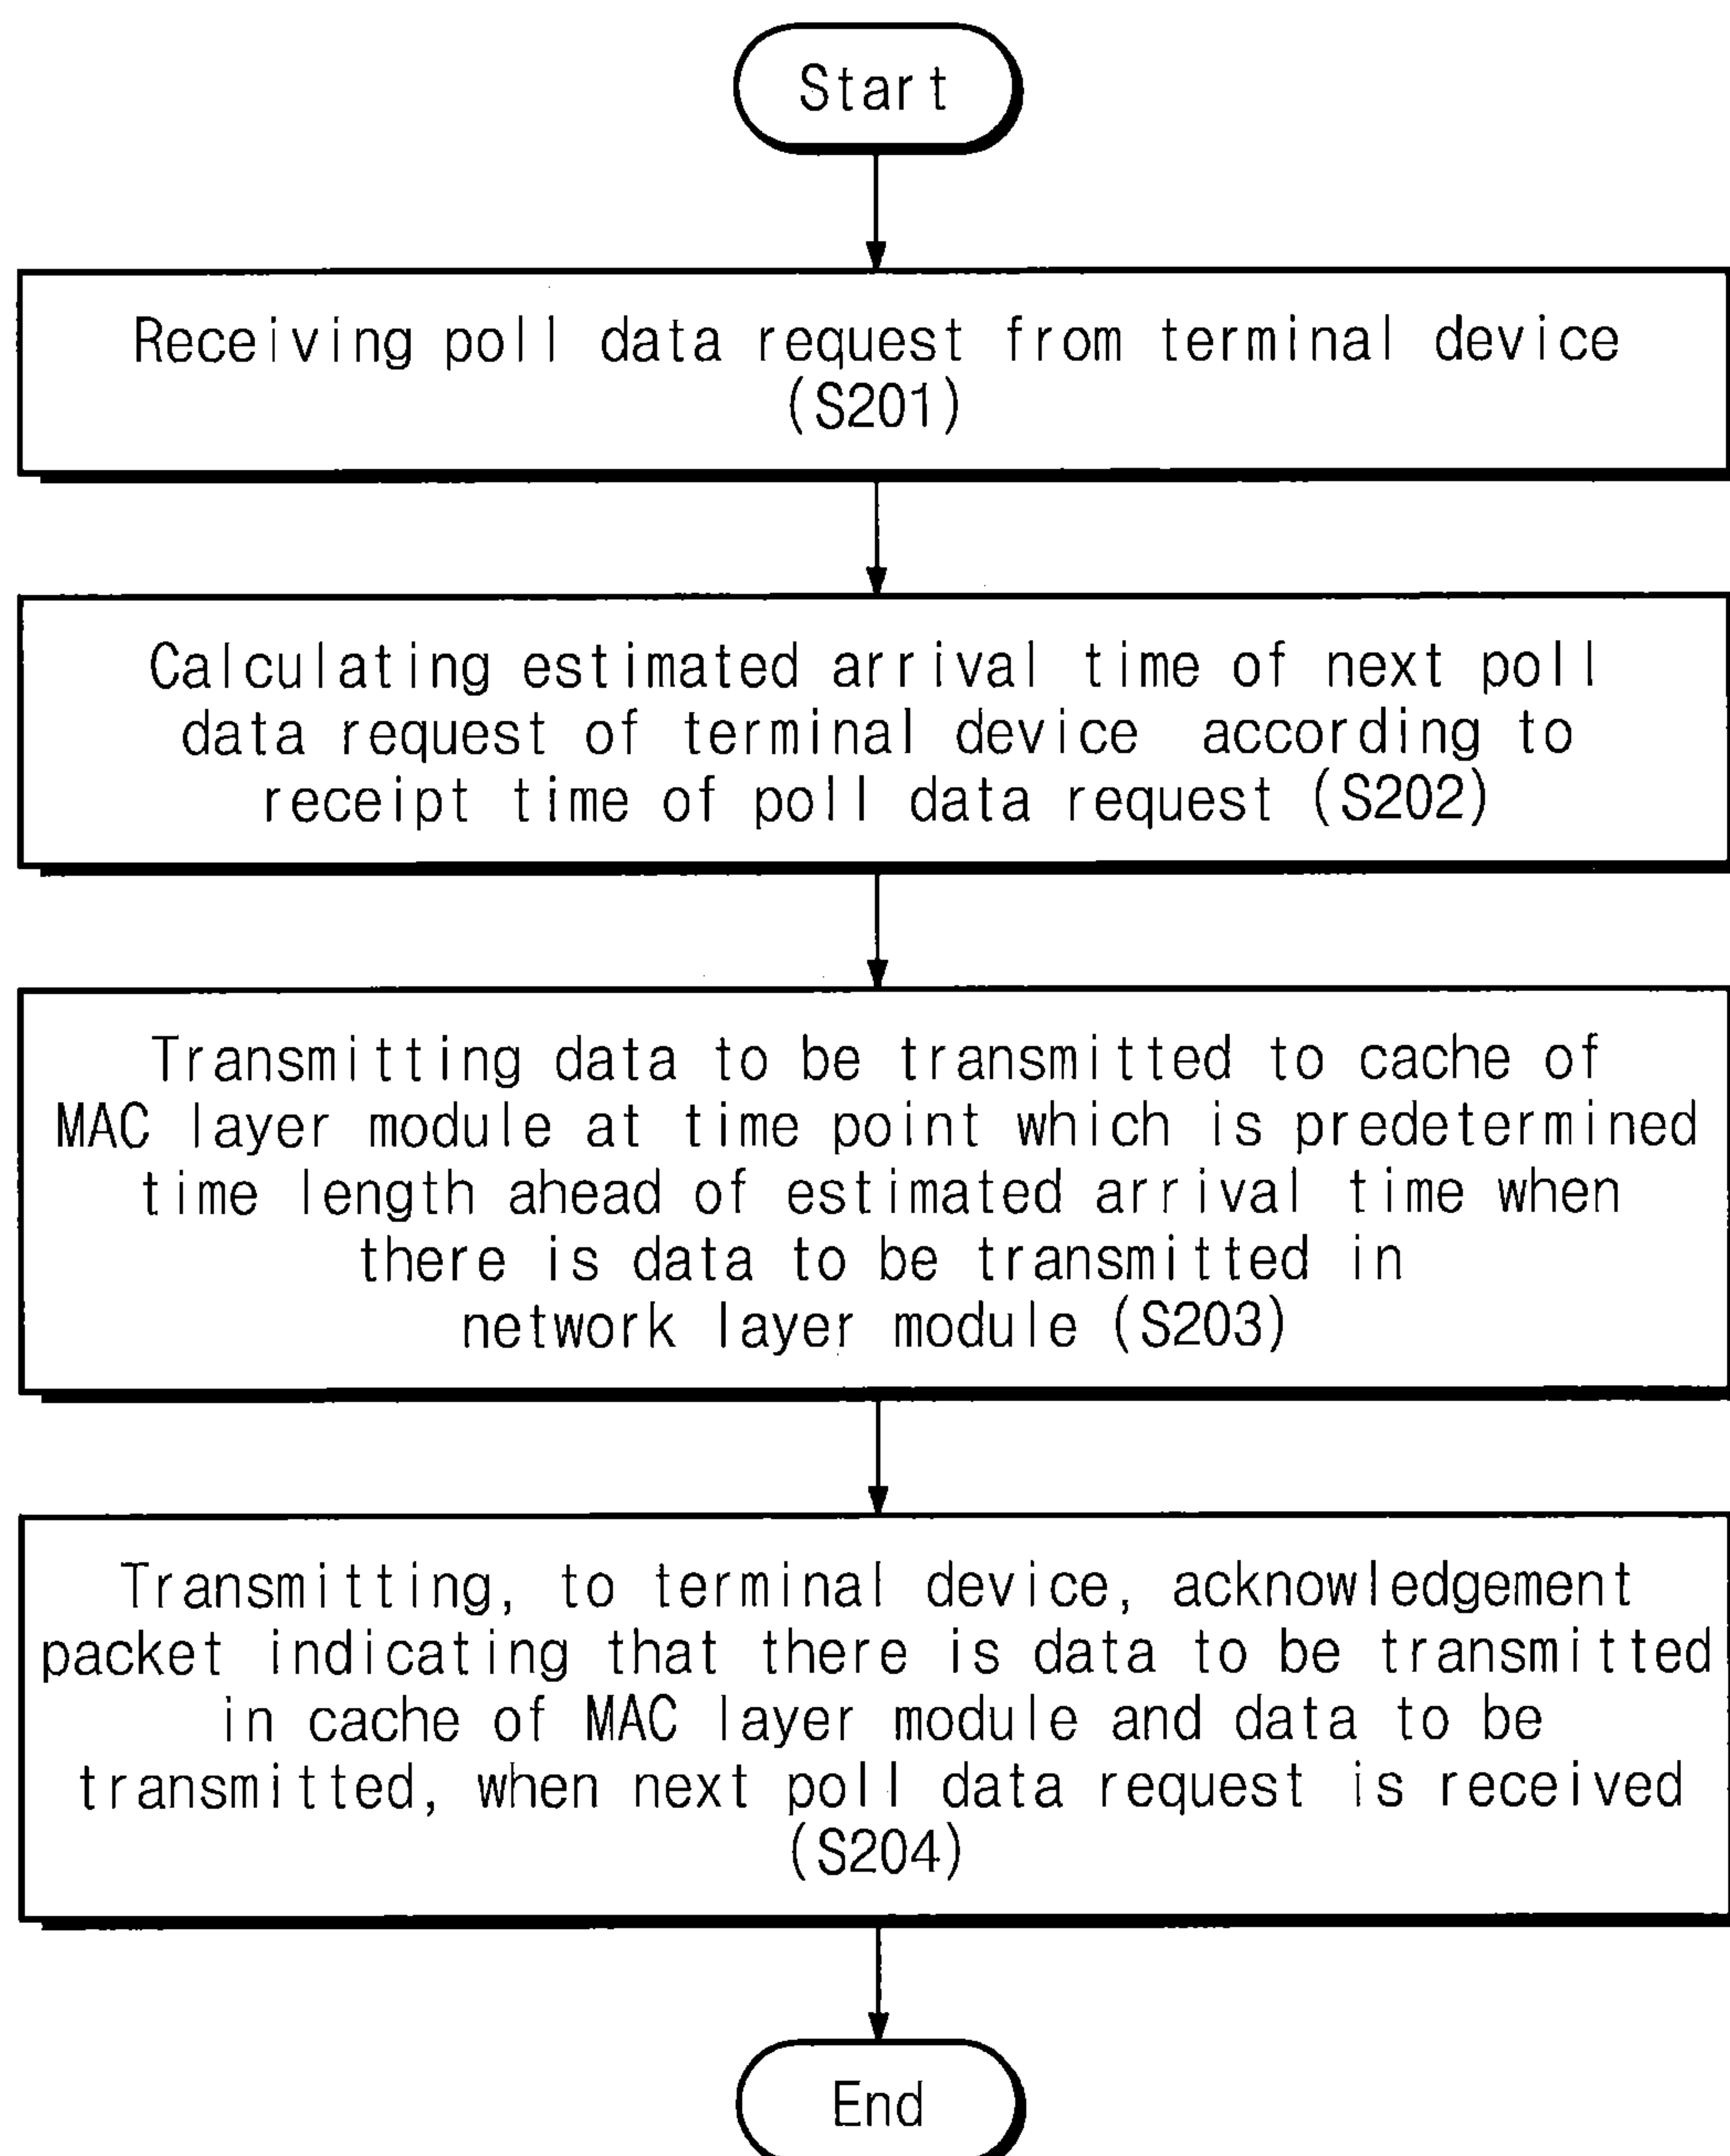 Start
Receiving poll data request from terminal device
(S201)
Calculating estimated arrival time of next poll
data request of terminal device according to
receipt time of poll data request (S202)
Transmitting data to be transmitted to cache of
MAC layer module at time point which is predetermined
time length ahead of estimated arrival time when
there is data to be transmitted in
network layer module (S203)
Transmitting, to terminal device, acknowledgement
packet indicating that there is data to be transmitted
in cache of MAC layer module and data to be
transmitted, when next poll data request is received
(S204)
End